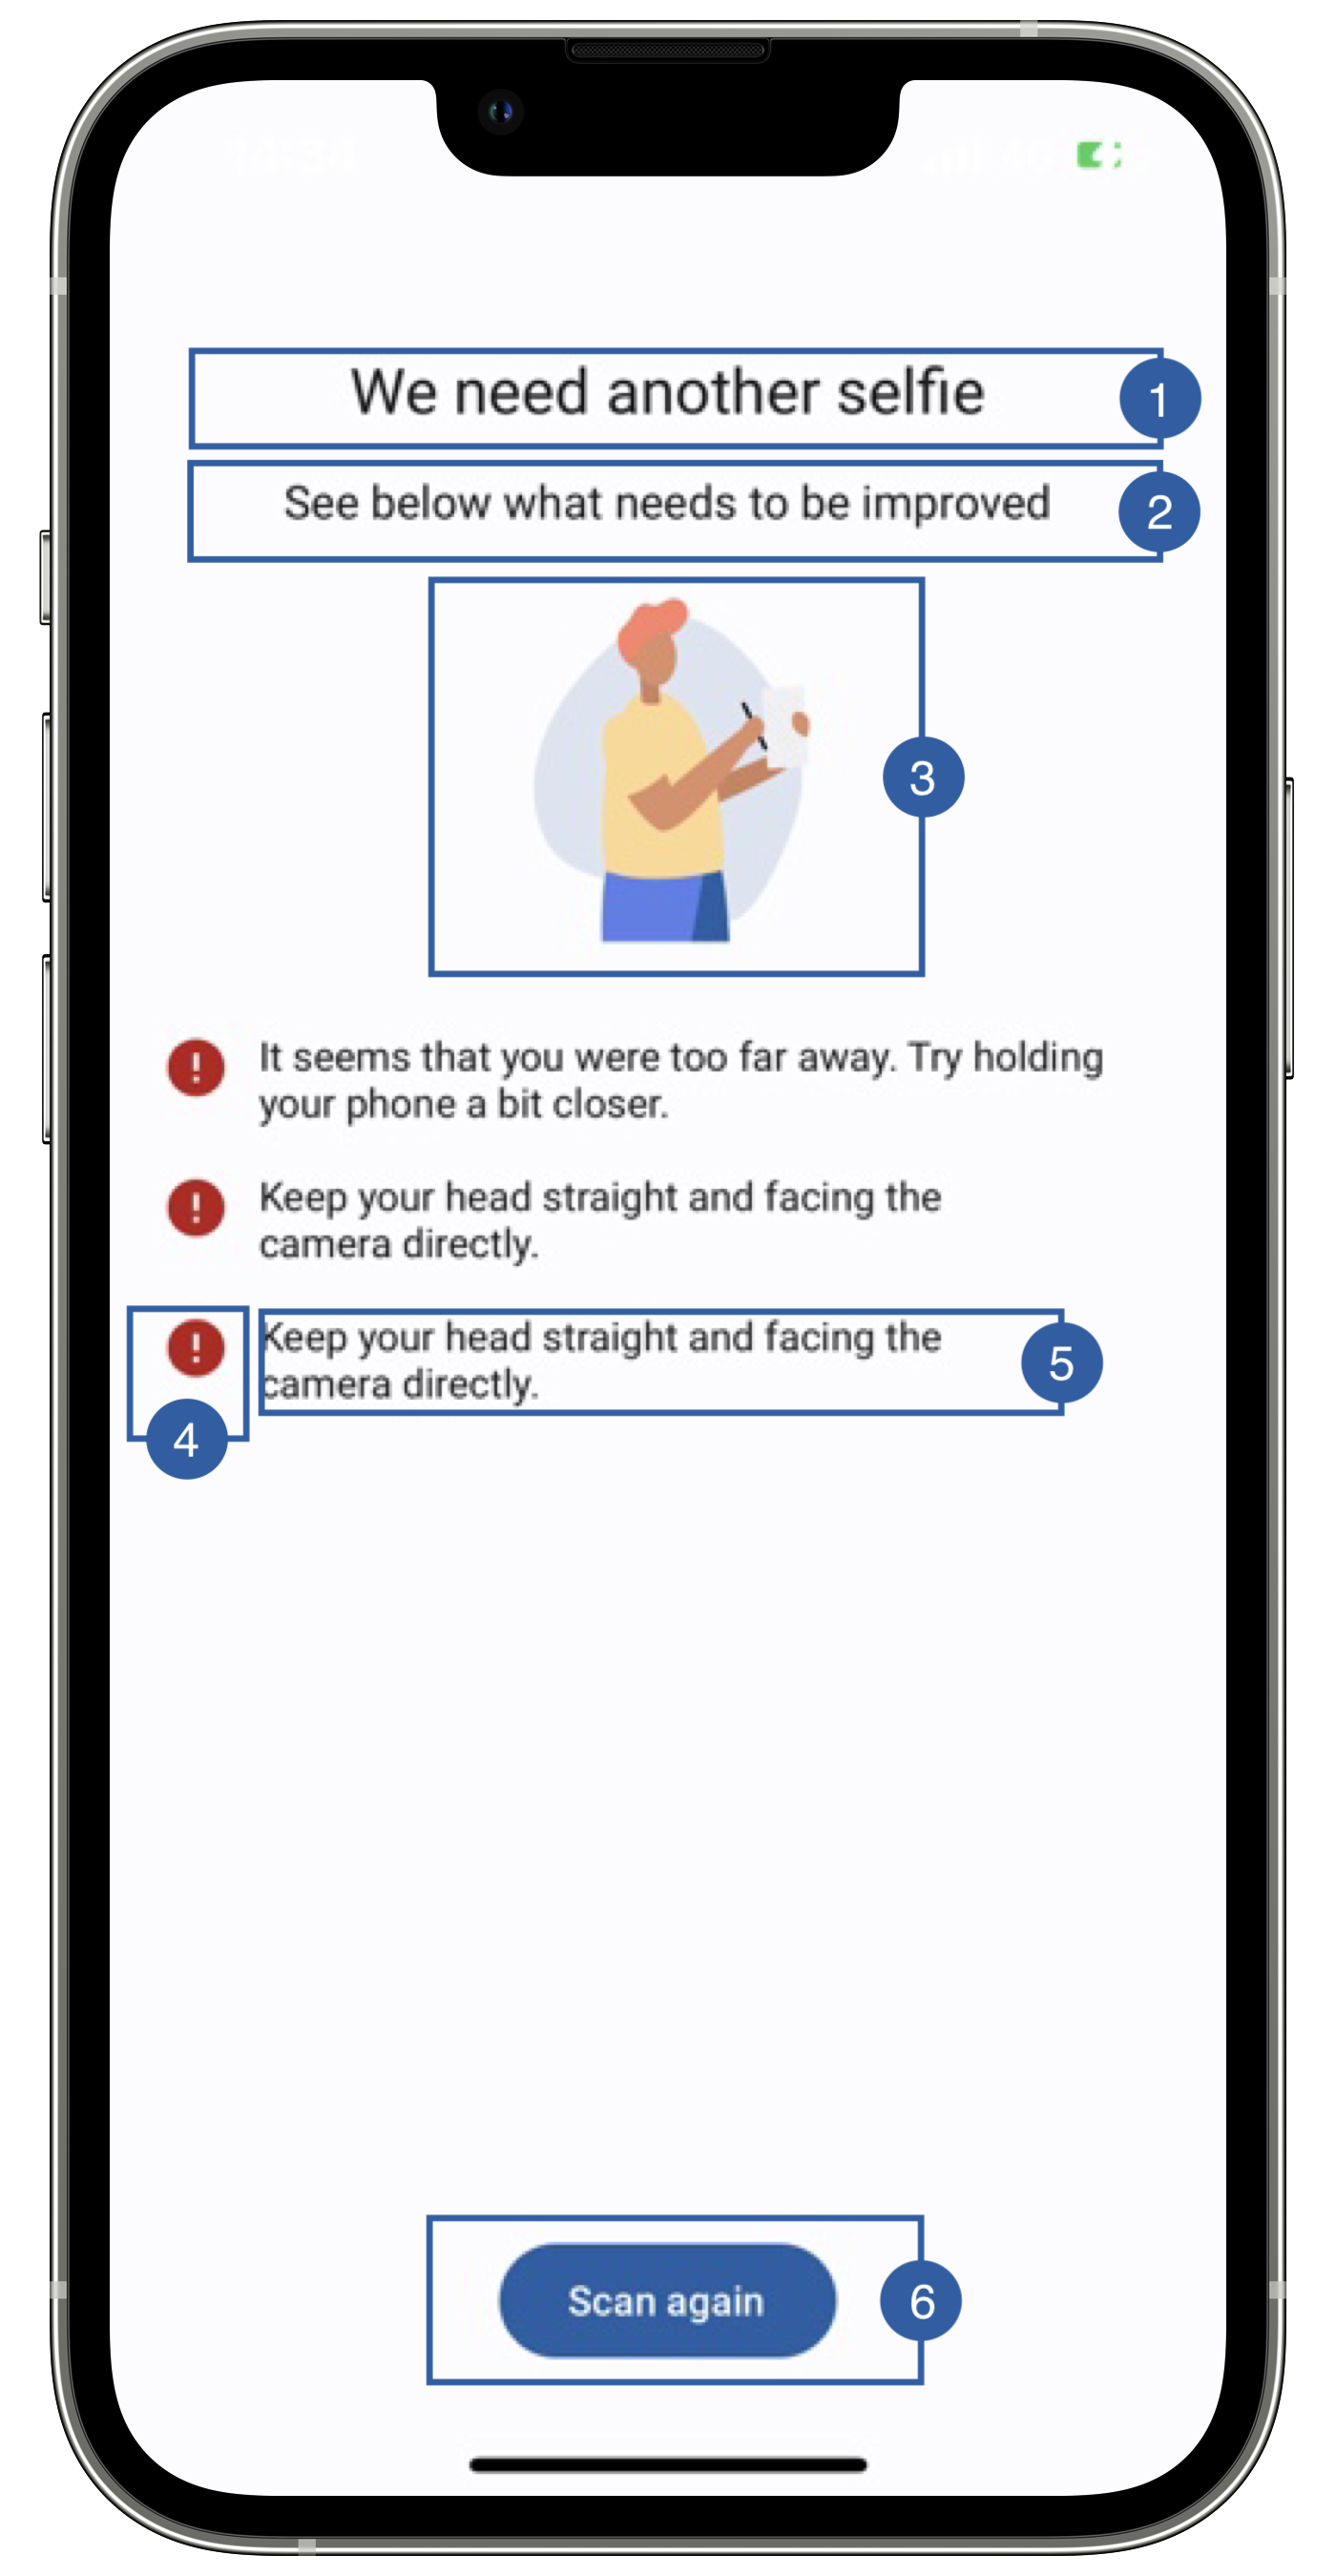 We need another selfie
1
See below what needs to be improved
2
3
It seems that you were too far away. Try holding
your phone a bit closer.
Keep your head straight and facing the
camera directly.
Keep your head straight and facing the
camera directly.
5
4
Scan again
6